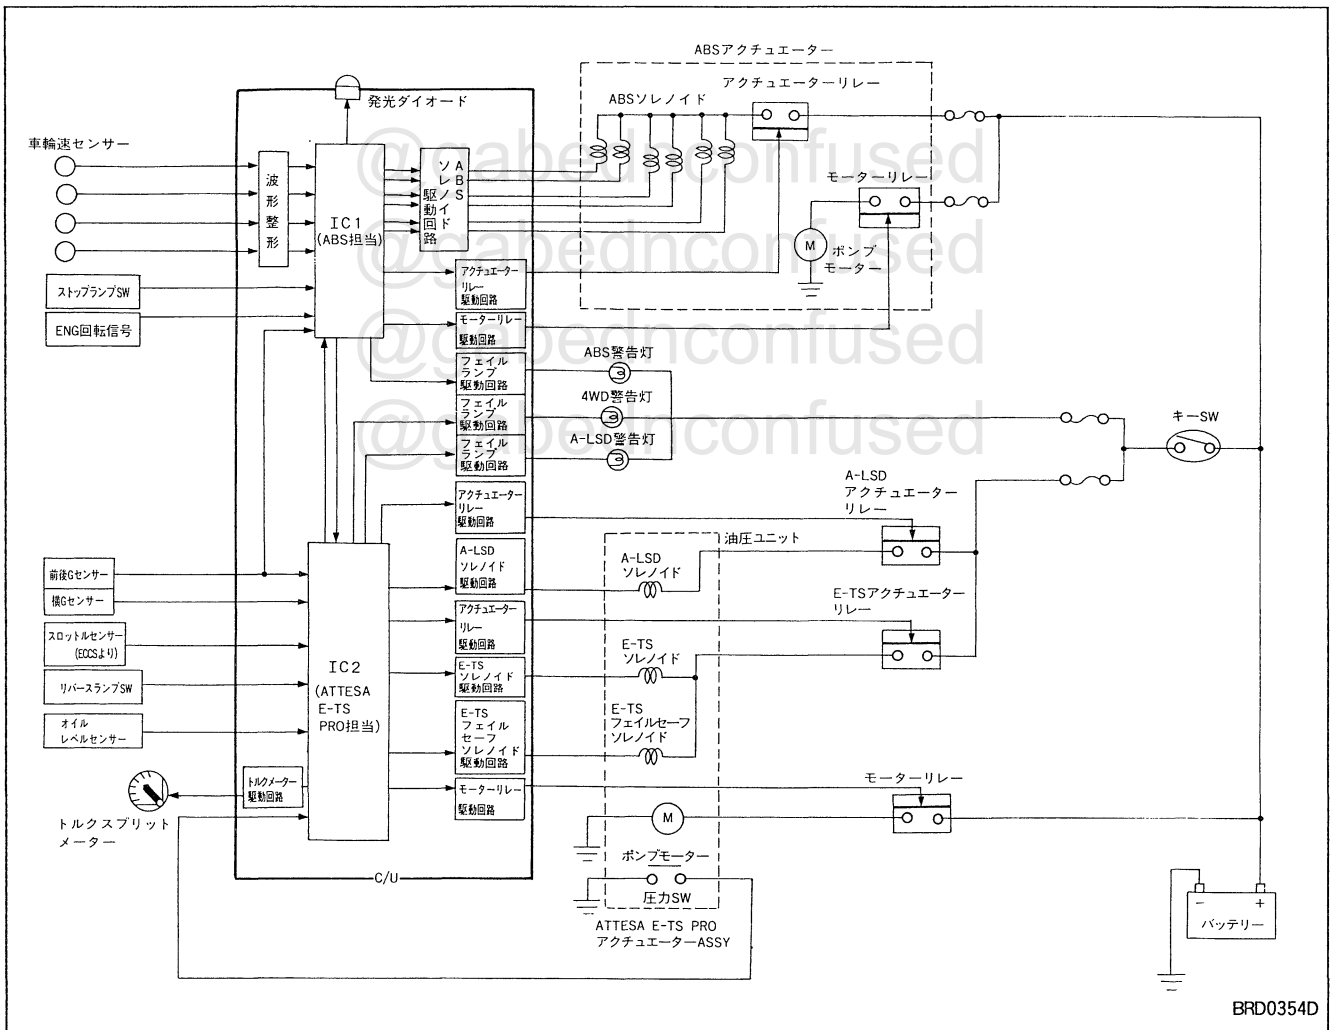 ABSアクチュエーター
アクチュエーターリレー
発光ダイオード
ABSソレノイド
@gabednconfused
車輪速センサー
波形整形
IC1
(ABS担当)
ABS
ソレノイド
駆動回路
モーターリレー
M
ポンプ
モーター
@gabednconfused
ストップランプSW
アクチュエーター
リレー
駆動回路
ENG回転信号
モーターリレー
駆動回路
@gabednconfused
ABS警告灯
フェイル
ランプ
駆動回路
4WD警告灯
フェイル
ランプ
駆動回路
@gabednconfused
キーSW
A-LSD警告灯
フェイル
ランプ
駆動回路
A-LSD
アクチュエーター
リレー
アクチュエーター
リレー
駆動回路
油圧ユニット
A-LSD
ソレノイド
駆動回路
A-LSD
ソレノイド
前後Gセンサー
横Gセンサー
E-TSアクチュエーター
リレー
アクチュエーター
リレー
駆動回路
スロットルセンサー
(ECCSより)
E-TS
ソレノイド
IC2
(ATTESA
E-TS
PRO担当)
E-TS
ソレノイド
駆動回路
リバースランプSW
E-TS
フェイルセーフ
ソレノイド
E-TS
フェイル
セーフ
ソレノイド
駆動回路
オイル
レベルセンサー
トルクメーター
駆動回路
モーターリレー
駆動回路
モーターリレー
トルクスプリット
メーター
M
ポンプモーター
C/U
圧力SW
ATTESA E-TS PRO
アクチュエーターASSY
− +
バッテリー
BRD0354D